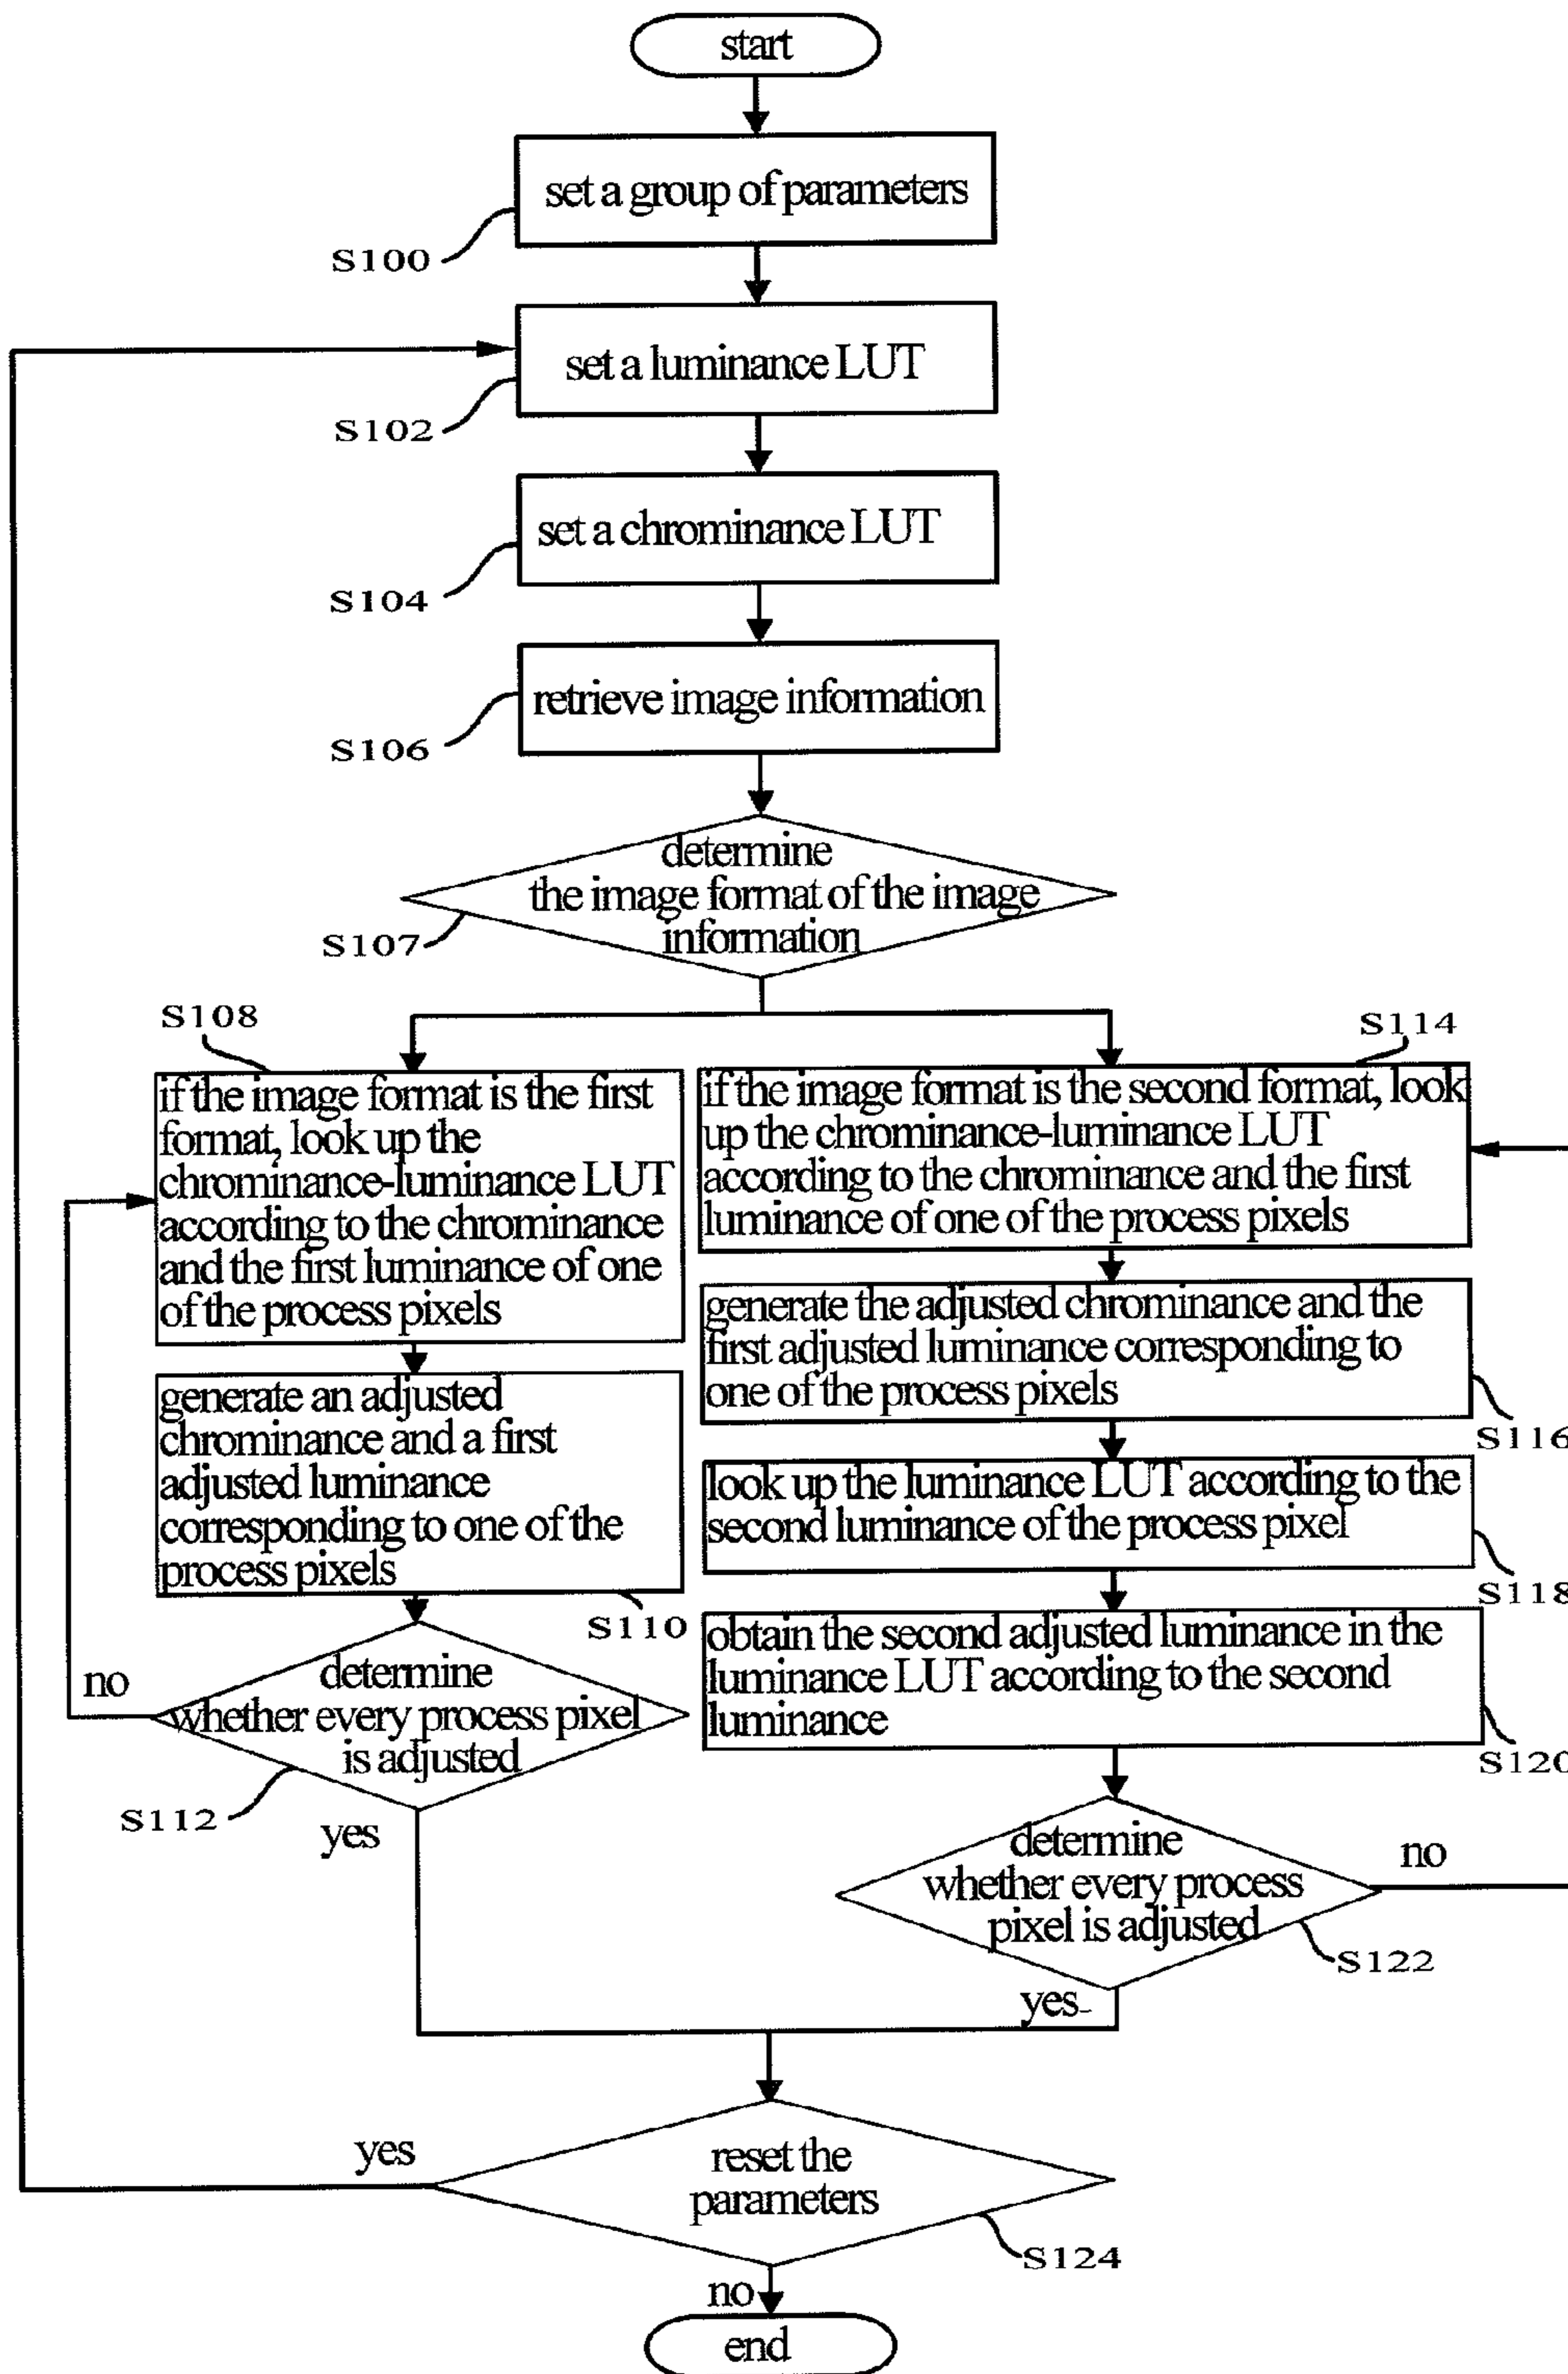 start
set a group of parameters
S100
set a luminance LUT
S102
set a chrominance LUT
S104
retrieve image information
S106
determine
the image format of the image
information
S107
S108
if the image format is the first
format, look up the
chrominance-luminance LUT
according to the chrominance
and the first luminance of one
of the process pixels
generate an adjusted
chrominance and a first
adjusted luminance
corresponding to one of the
process pixels
S110
determine
whether every process pixel
is adjusted
no
S112
yes
S114
if the image format is the second format, look
up the chrominance-luminance LUT
according to the chrominance and the first
luminance of one of the process pixels
generate the adjusted chrominance and the
first adjusted luminance corresponding to
one of the process pixels
S116
look up the luminance LUT according to the
second luminance of the process pixel
S118
obtain the second adjusted luminance in the
luminance LUT according to the second
luminance
S120
determine
whether every process
pixel is adjusted
no
S122
yes
reset the
parameters
yes
S124
no
end